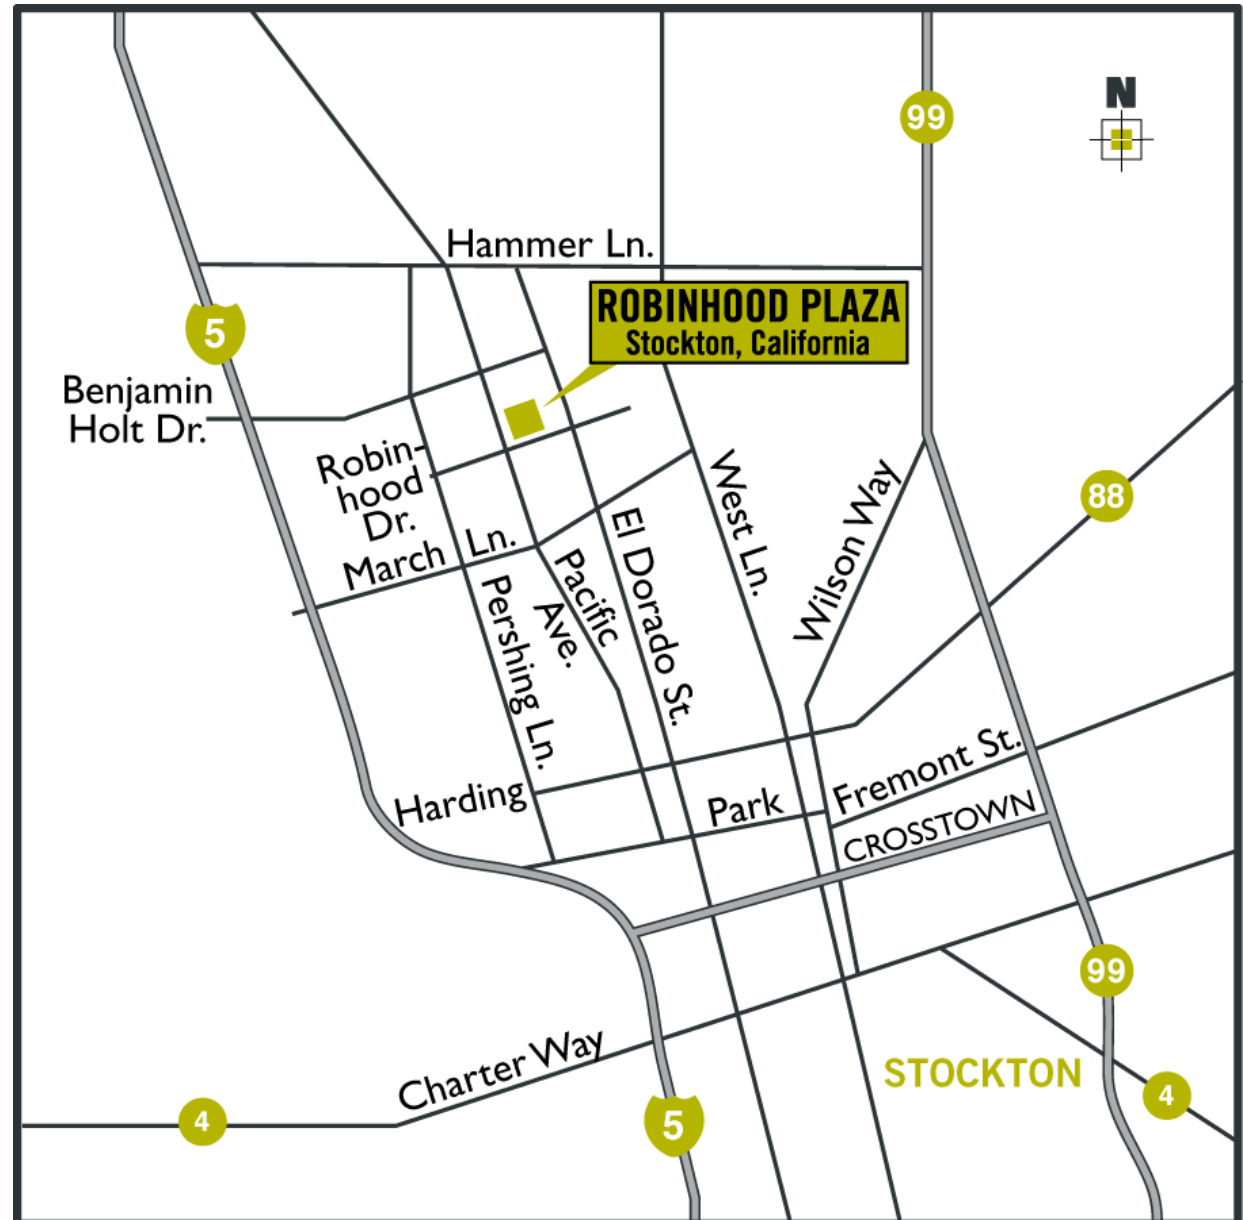 99
N
Hammer Ln.
ROBINHOOD PLAZA
Stockton, California
5
Benjamin
Holt Dr.
Robin-
hood
Dr.
March Ln.
West Ln.
Wilson Way
88
El Dorado St.
Pacific
Ave.
Pershing Ln.
Harding
Park
Fremont St.
CROSSTOWN
99
Charter Way
STOCKTON
4
5
4